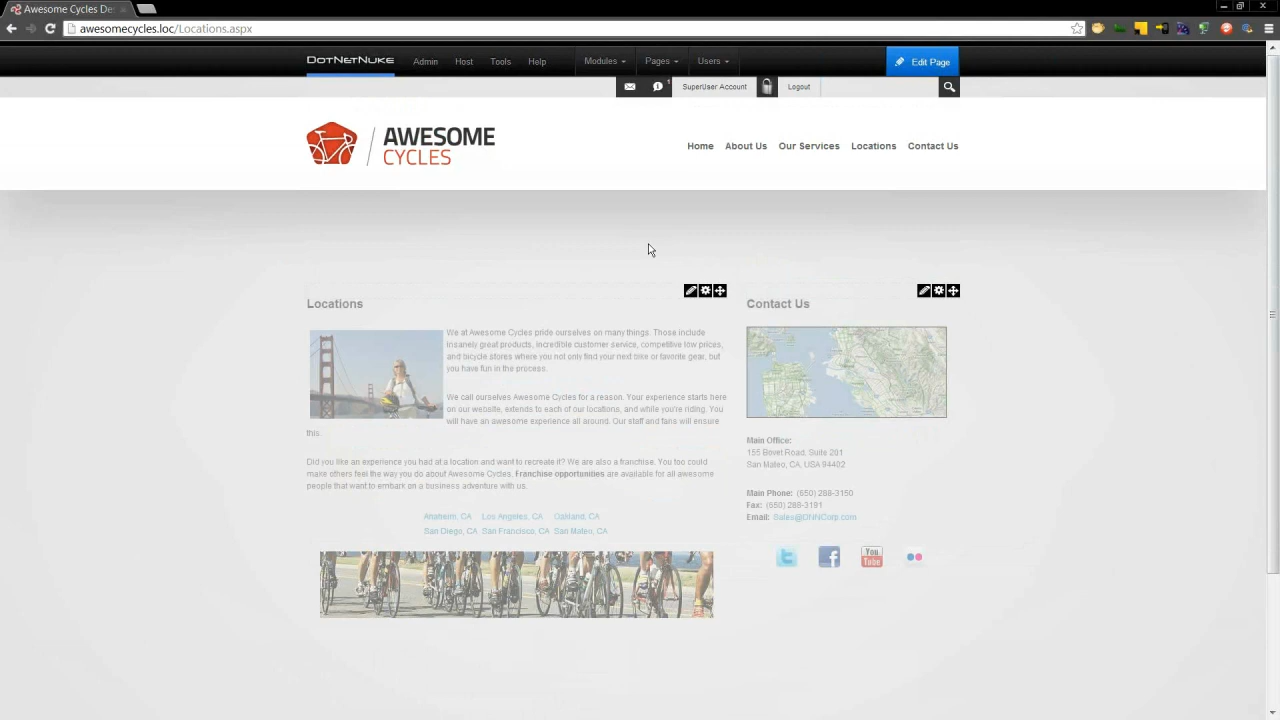 Awesome Cycles De
awesomecycles.loc/Locations.aspx
DOTNETNUKE Admin Host Tools Help Modules Pages Users Edit Page
1 SuperUser Account Logout
AWESOME
CYCLES
Home About Us Our Services Locations Contact Us
Locations
We at Awesome Cycles pride ourselves on many things. Those include
insanely great products, incredible customer service, competitive low prices,
and bicycle stores where you not only find your next bike or favorite gear, but
you have fun in the process.
We call ourselves Awesome Cycles for a reason. Your experience starts here
on our website, extends to each of our locations, and while you're riding. You
will have an awesome experience all around. Our staff and fans will ensure
this.
Did you like an experience you had at a location and want to recreate it? We are also a franchise. You too could
make others feel the way you do about Awesome Cycles. Franchise opportunities are available for all awesome
people that want to embark on a business adventure with us.
Anaheim, CA Los Angeles, CA Oakland, CA
San Diego, CA San Francisco, CA San Mateo, CA
Contact Us
Main Office:
155 Bovet Road, Suite 201
San Mateo, CA, USA 94402
Main Phone: (650) 288-3150
Fax: (650) 288-3191
Email: Sales@DNNCorp.com
You
Tube